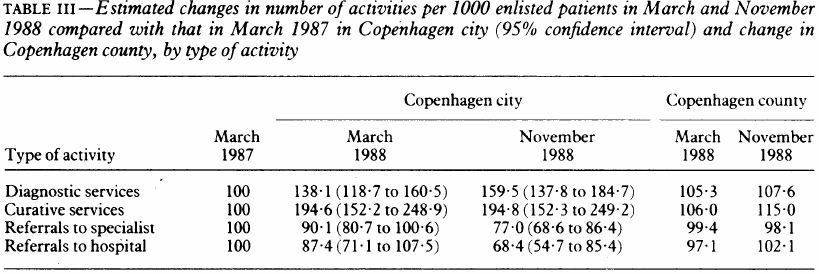 TABLE III—Estimated changes in number of activities per 1000 enlisted patients in March and November
1988 compared with that in March 1987 in Copenhagen city (95% confidence interval) and change in
Copenhagen county, by type of activity
Copenhagen city Copenhagen county
March March November March November
Type of activity 1987 1988 1988 1988 1988
Diagnostic services 100 138·1 (118·7 to 160·5) 159·5 (137·8 to 184·7) 105·3 107·6
Curative services 100 194·6 (152·2 to 248·9) 194·8 (152·3 to 249·2) 106·0 115·0
Referrals to specialist 100 90·1 (80·7 to 100·6) 77·0 (68·6 to 86·4) 99·4 98·1
Referrals to hospital 100 87·4 (71·1 to 107·5) 68·4 (54·7 to 85·4) 97·1 102·1